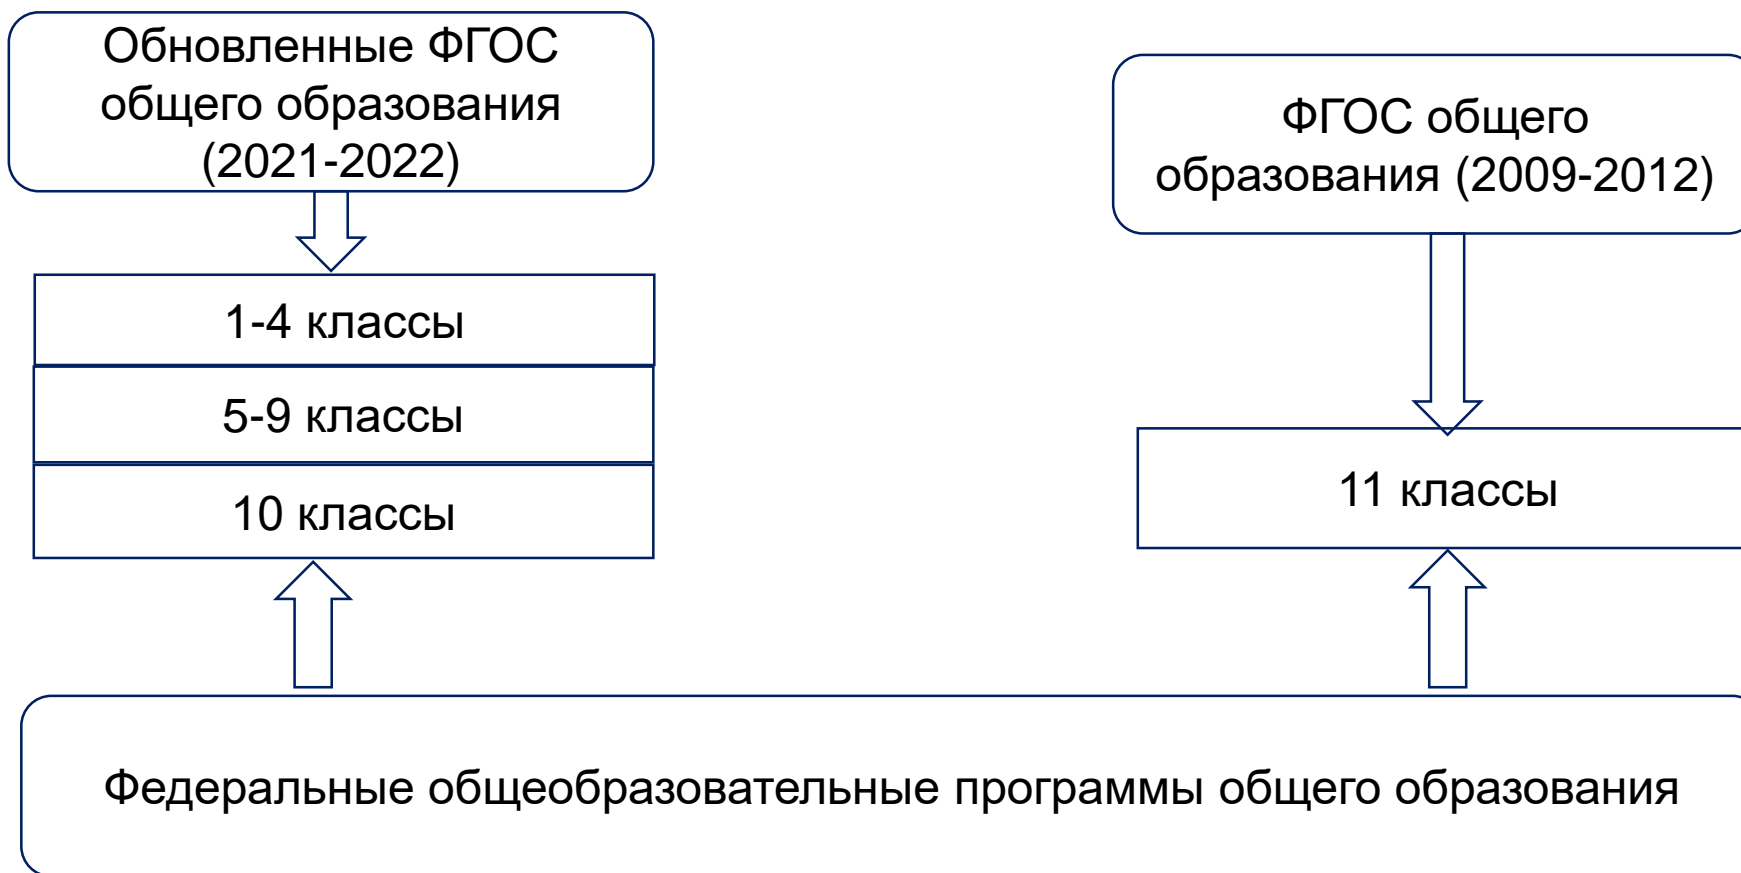 Обновленные ФГОС
общего образования
(2021-2022)
ФГОС общего
образования (2009-2012)
1-4 классы
5-9 классы
10 классы
11 классы
Федеральные общеобразовательные программы общего образования